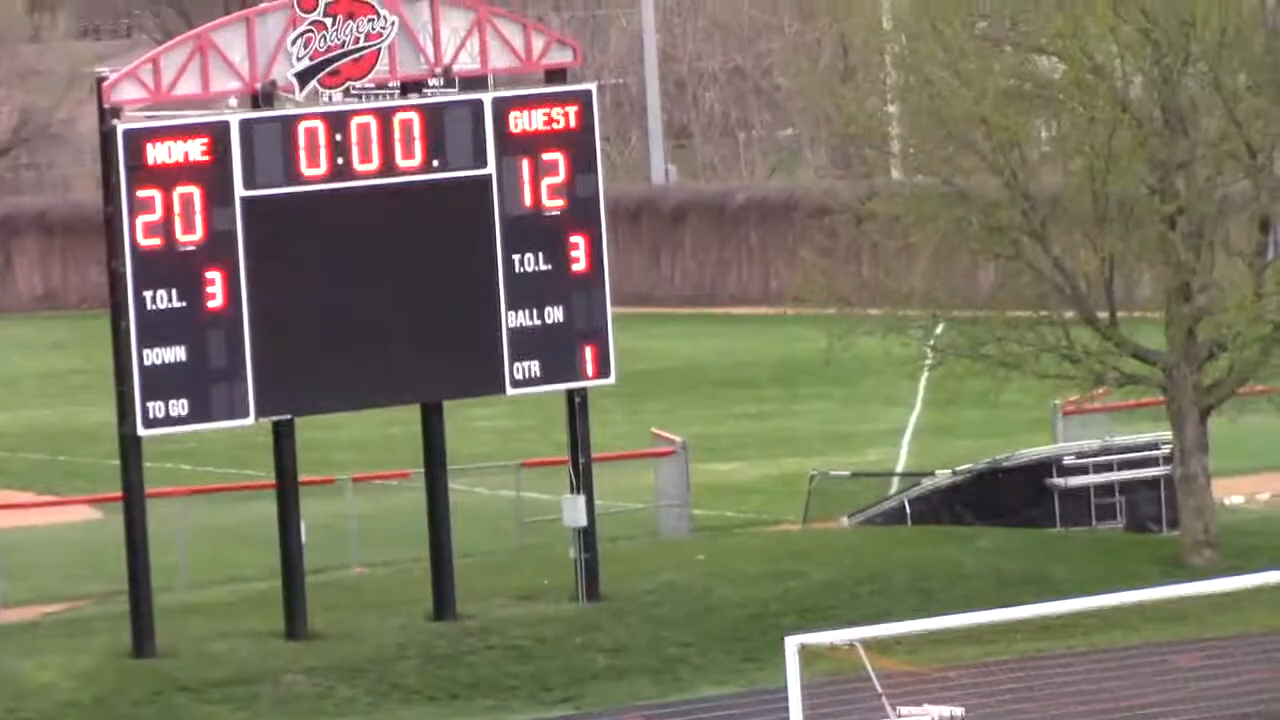 Dodgers
HOME
0:00.
GUEST
20
12
T.O.L. 3
T.O.L. 3
DOWN
BALL ON
TO GO
QTR 1